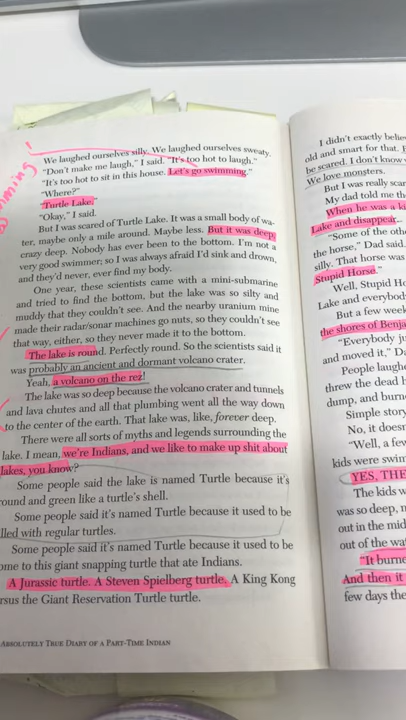 We laughed ourselves silly. We laughed ourselves sweaty.
"Don't make me laugh," I said. "It's too hot to laugh."
"It's too hot to sit in this house. Let's go swimming."
"Where?"
"Turtle Lake."
"Okay," I said.
But I was scared of Turtle Lake. It was a small body of wa-
ter, maybe only a mile around. Maybe less. But it was deep,
crazy deep. Nobody has ever been to the bottom. I'm not a
very good swimmer, so I was always afraid I'd sink and drown,
and they'd never, ever find my body.
One year, these scientists came with a mini-submarine
and tried to find the bottom, but the lake was so silty and
muddy that they couldn't see. And the nearby uranium mine
made their radar/sonar machines go nuts, so they couldn't see
that way, either, so they never made it to the bottom.
The lake is round. Perfectly round. So the scientists said it
was probably an ancient and dormant volcano crater.
Yeah, a volcano on the rez!
The lake was so deep because the volcano crater and tunnels
and lava chutes and all that plumbing went all the way down
to the center of the earth. That lake was, like, forever deep.
There were all sorts of myths and legends surrounding the
lake. I mean, we're Indians, and we like to make up shit about
lakes, you know?
Some people said the lake is named Turtle because it's
round and green like a turtle's shell.
Some people said it's named Turtle because it used to be
lled with regular turtles.
Some people said it's named Turtle because it used to be
ome to this giant snapping turtle that ate Indians.
A Jurassic turtle. A Steven Spielberg turtle. A King Kong
rsus the Giant Reservation Turtle turtle.
ABSOLUTELY TRUE DIARY OF A PART-TIME INDIAN
I didn't exactly belie
old and smart for that.
be scared. I don't know
We love monsters.
But I was really scar
My dad told me th
When he was a ki
Lake and disappear.
"Some of the othe
the horse," Dad said.
silly. That horse was
Stupid Horse."
Well, Stupid Ho
Lake and everybod
But a few week
the shores of Benja
"Everybody ju
and moved it," Da
People laughe
threw the dead h
dump, and burne
Simple story
No, it doesn
"Well, a few
kids were swim
YES, THE
The kids w
was so deep, n
out in the mid
out of the wa
"It burne
And then it
few days the